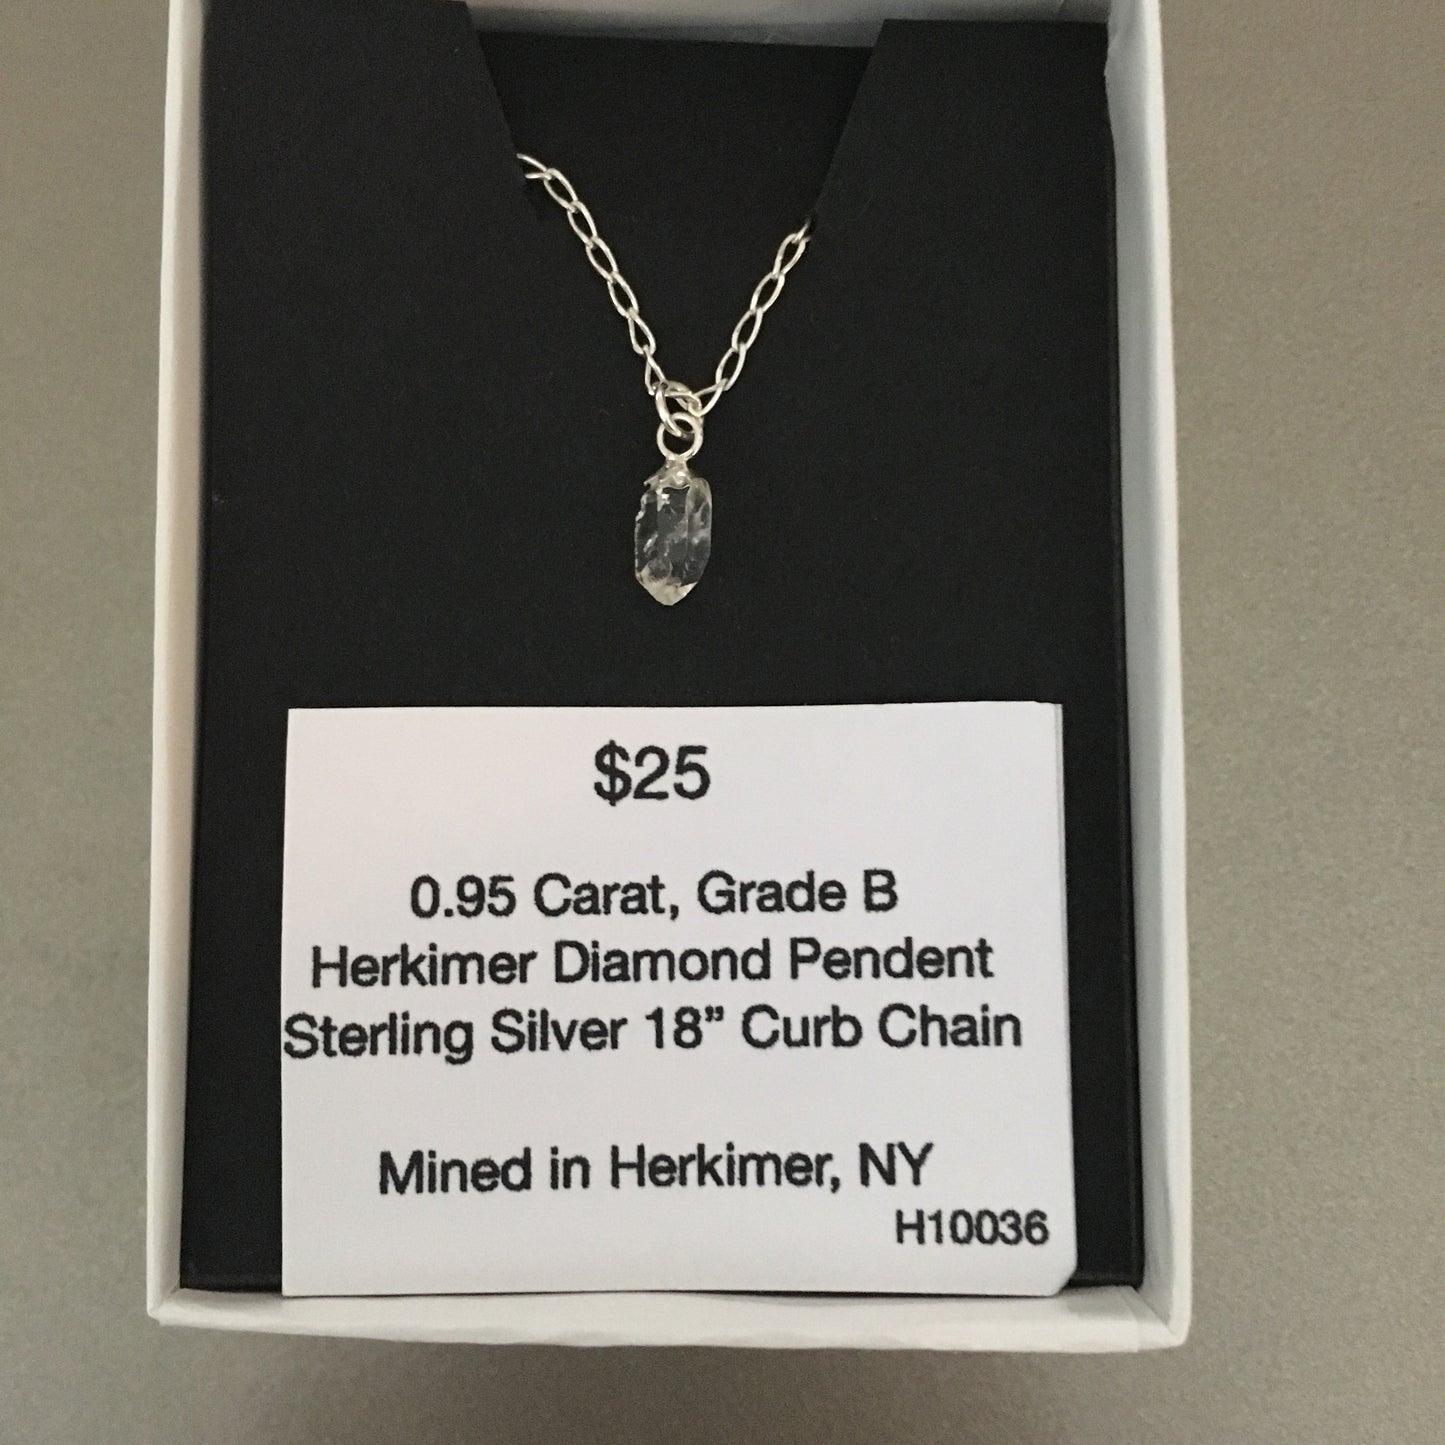 $25
0.95 Carat, Grade B
Herkimer Diamond Pendent
Sterling Silver 18” Curb Chain
Mined in Herkimer, NY
H10036